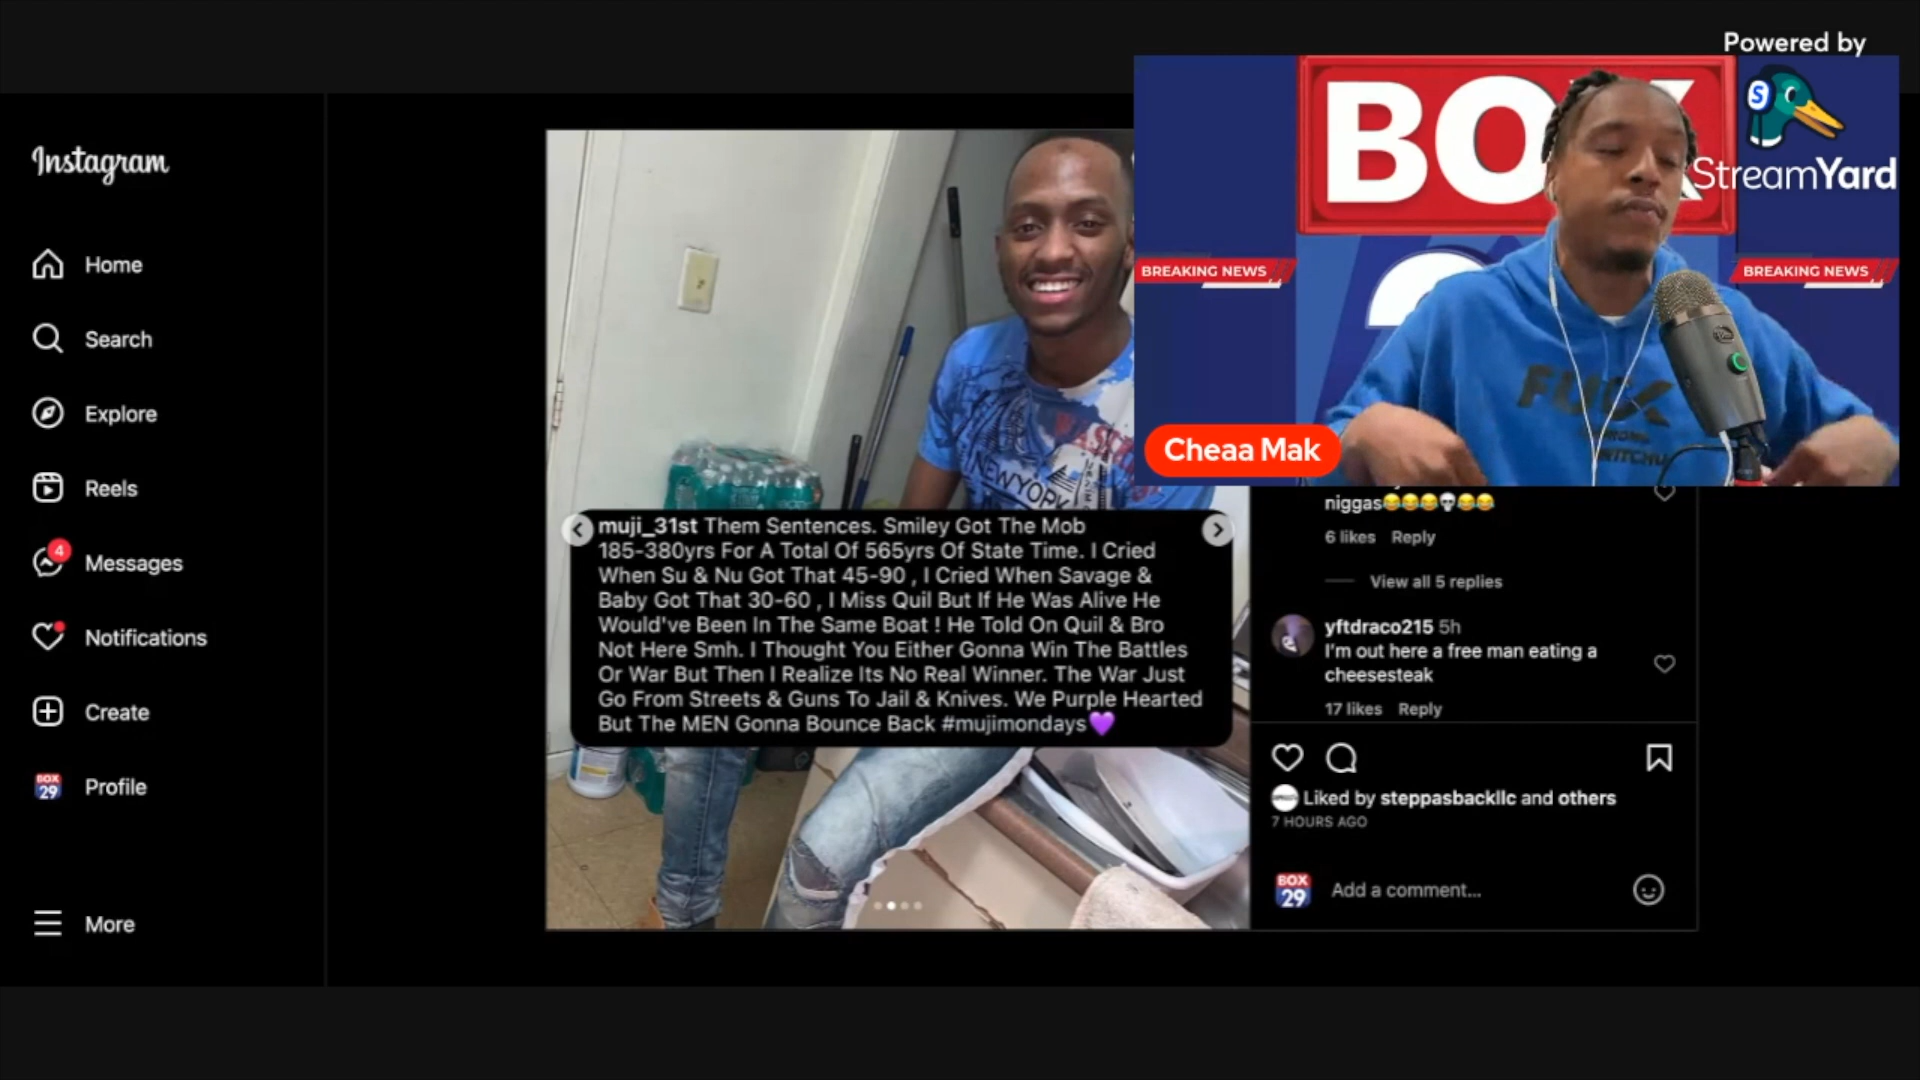 Powered by
StreamYard
BOX
BREAKING NEWS
BREAKING NEWS
Cheaa Mak
Instagram
Home
Search
Explore
Reels
4
Messages
Notifications
Create
BOX
29
Profile
More
NEWYORK
muji_31st Them Sentences. Smiley Got The Mob
185-380yrs For A Total Of 565yrs Of State Time. I Cried
When Su & Nu Got That 45-90 , I Cried When Savage &
Baby Got That 30-60 , I Miss Quil But If He Was Alive He
Would've Been In The Same Boat ! He Told On Quil & Bro
Not Here Smh. I Thought You Either Gonna Win The Battles
Or War But Then I Realize Its No Real Winner. The War Just
Go From Streets & Guns To Jail & Knives. We Purple Hearted
But The MEN Gonna Bounce Back #mujimondays💜
niggas😂😂😂💀😂😂
6 likes Reply
View all 5 replies
yftdraco215 5h
I'm out here a free man eating a
cheesesteak
17 likes Reply
Liked by steppasbackllc and others
7 HOURS AGO
BOX
29
Add a comment...